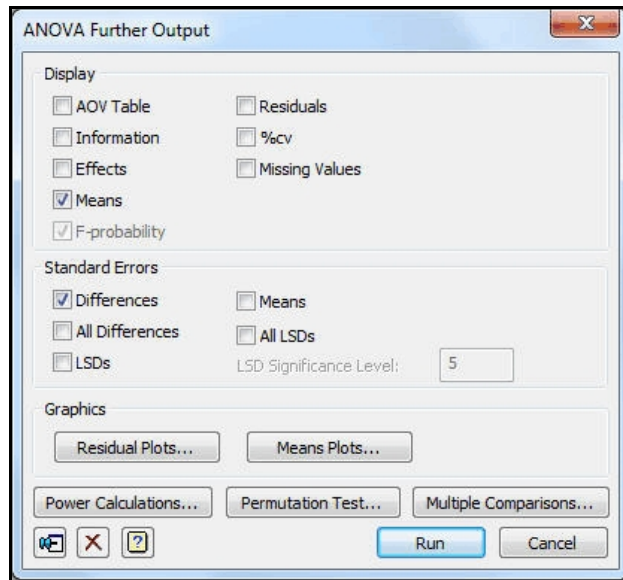 ANOVA Further Output
Display
AOV Table
Residuals
Information
%cv
Effects
Missing Values
Means
F-probability
Standard Errors
Differences
Means
All Differences
All LSDs
LSDs
LSD Significance Level:
5
Graphics
Residual Plots...
Means Plots...
Power Calculations...
Permutation Test...
Multiple Comparisons...
?
Run
Cancel